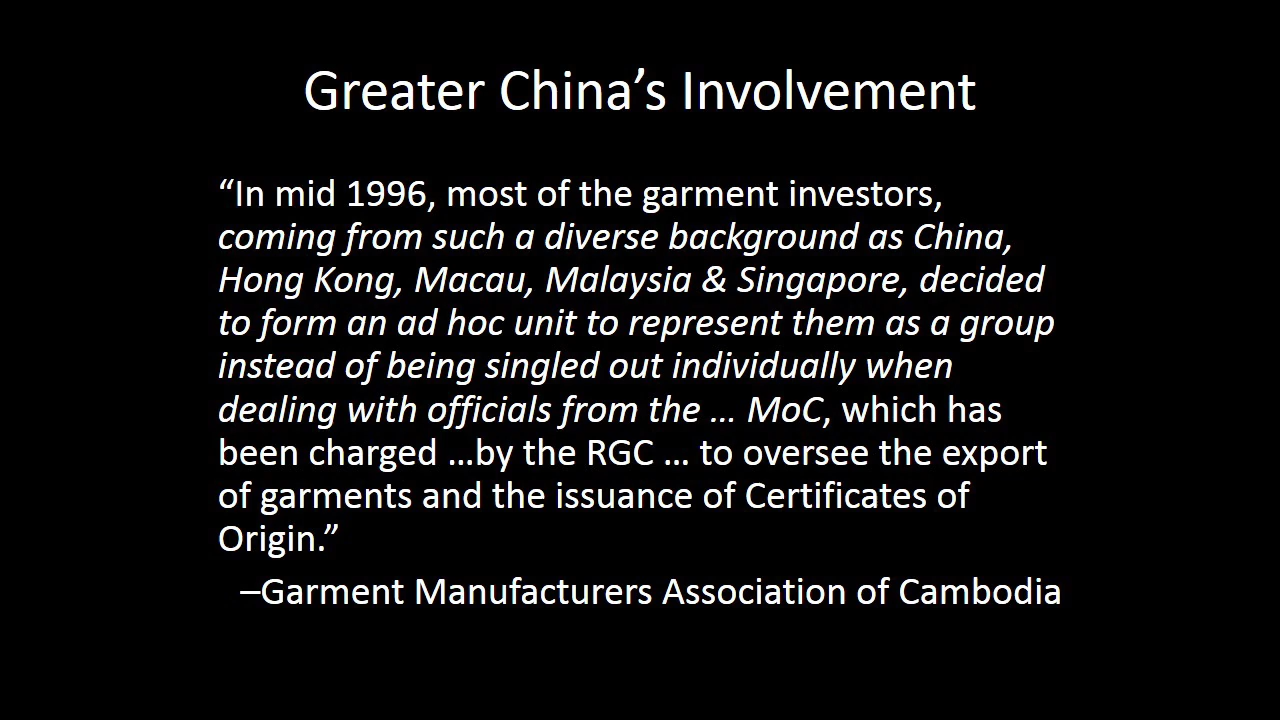 Greater China’s Involvement
“In mid 1996, most of the garment investors,
coming from such a diverse background as China,
Hong Kong, Macau, Malaysia & Singapore, decided
to form an ad hoc unit to represent them as a group
instead of being singled out individually when
dealing with officials from the … MoC, which has
been charged …by the RGC … to oversee the export
of garments and the issuance of Certificates of
Origin.”
–Garment Manufacturers Association of Cambodia